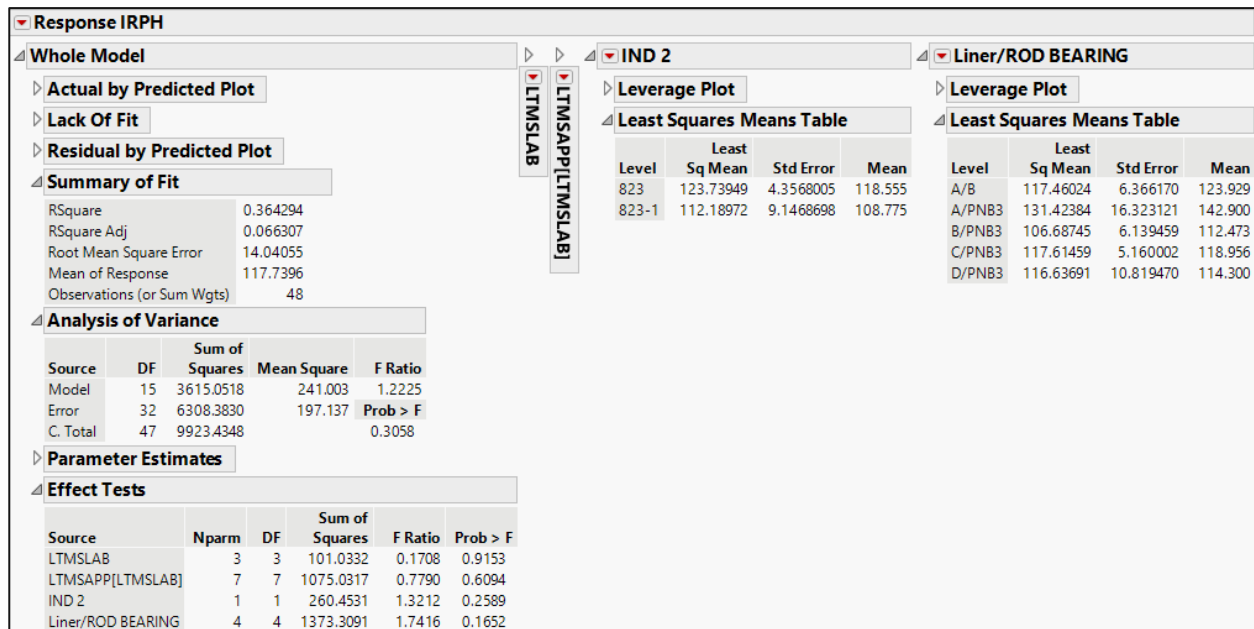 Response IRPH
Whole Model
Actual by Predicted Plot
Lack Of Fit
Residual by Predicted Plot
Summary of Fit
RSquare 0.364294
RSquare Adj 0.066307
Root Mean Square Error 14.04055
Mean of Response 117.7396
Observations (or Sum Wgts) 48
Analysis of Variance
Sum of
Source DF Squares Mean Square F Ratio
Model 15 3615.0518 241.003 1.2225
Error 32 6308.3830 197.137 Prob > F
C. Total 47 9923.4348 0.3058
Parameter Estimates
Effect Tests
Sum of
Source Nparm DF Squares F Ratio Prob > F
LTMSLAB 3 3 101.0332 0.1708 0.9153
LTMSAPP[LTMSLAB] 7 7 1075.0317 0.7790 0.6094
IND 2 1 1 260.4531 1.3212 0.2589
Liner/ROD BEARING 4 4 1373.3091 1.7416 0.1652
LTMSLAB
LTMSAPP[LTMSLAB]
IND 2
Leverage Plot
Least Squares Means Table
Least
Level Sq Mean Std Error Mean
823 123.73949 4.3568005 118.555
823-1 112.18972 9.1468698 108.775
Liner/ROD BEARING
Leverage Plot
Least Squares Means Table
Least
Level Sq Mean Std Error Mean
A/B 117.46024 6.366170 123.929
A/PNB3 131.42384 16.323121 142.900
B/PNB3 106.68745 6.139459 112.473
C/PNB3 117.61459 5.160002 118.956
D/PNB3 116.63691 10.819470 114.300